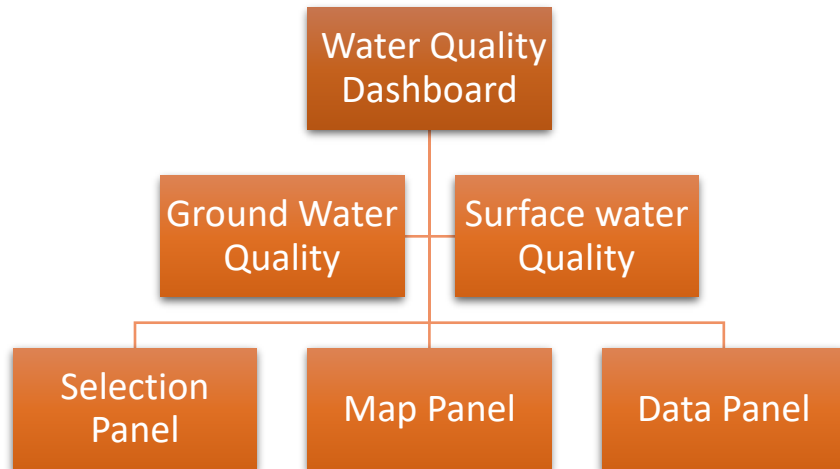 Water Quality
Dashboard
Ground Water
Quality
Surface water
Quality
Selection
Panel
Map Panel
Data Panel